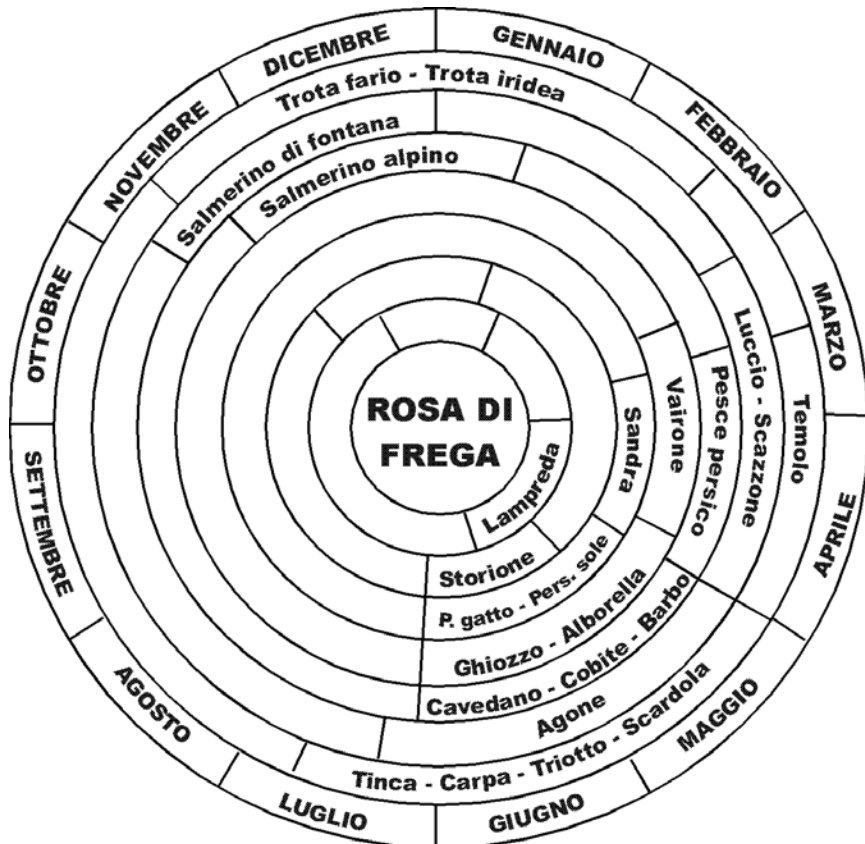 GENNAIO
FEBBRAIO
MARZO
APRILE
MAGGIO
GIUGNO
LUGLIO
AGOSTO
SETTEMBRE
OTTOBRE
NOVEMBRE
DICEMBRE
Trota fario - Trota iridea
Salmerino di fontana
Salmerino alpino
Temolo
Luccio - Scazzone
Pesce persico
Vairone
Sandra
Lampreda
ROSA DI
FREGA
Storione
P. gatto - Pers. sole
Ghiozzo - Alborella
Cavedano - Cobite - Barbo
Agone
Tinca - Carpa - Triotto - Scardola